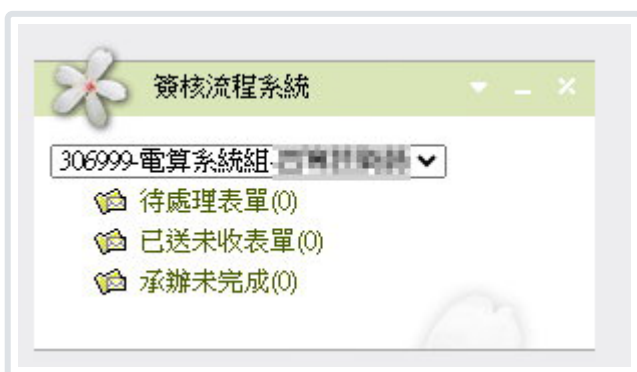 簽核流程系統
306999-電算系統組-
待處理表單(0)
已送未收表單(0)
承辦未完成(0)